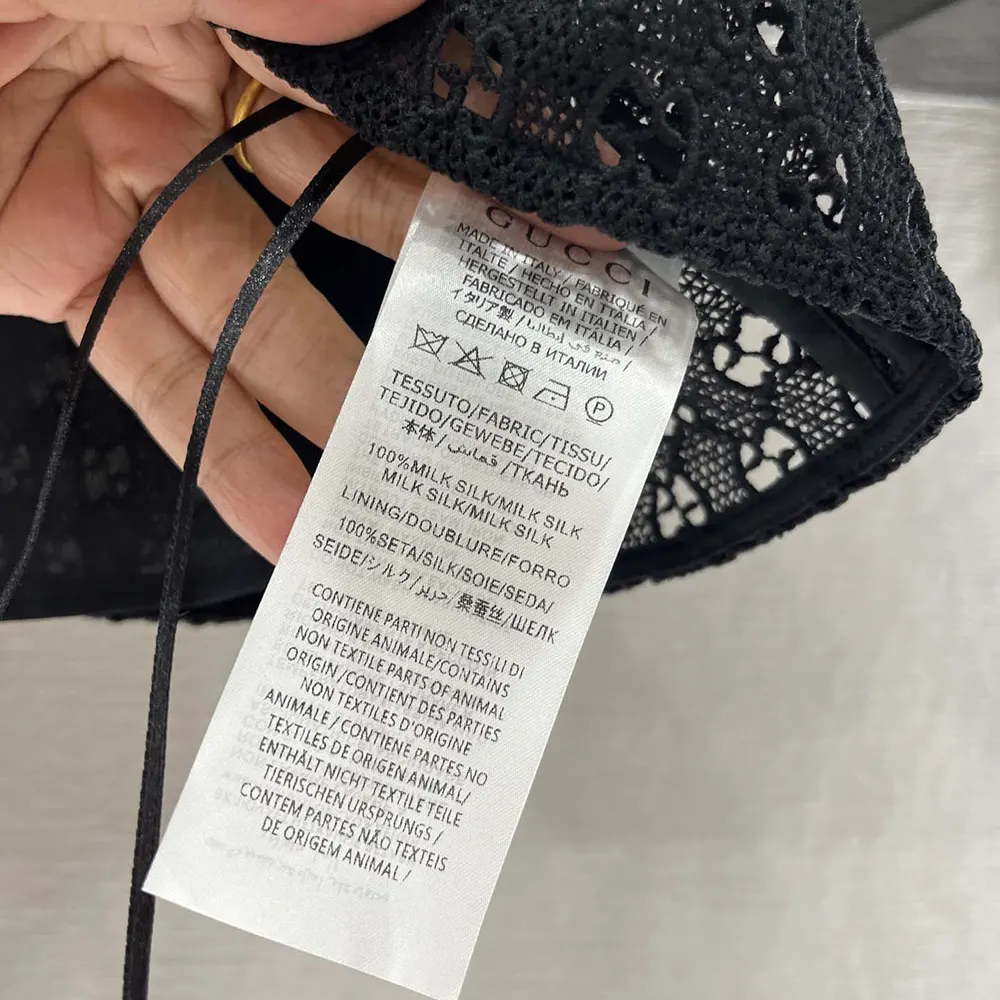 GUCCI
MADE IN ITALY / FABRIQUÉ EN
ITALTE / HECHO EN ITALIA /
HERGESTELLT IN ITALIEN /
FABRICADO EM ITALIA /
イタリア製 / صنع في ايطاليا /
СДЕЛАНО В ИТАЛИИ
P
TESSUTO/FABRIC/TISSU/
TEJIDO/GEWEBE/TECIDO/
本体/قماش/ТКАНЬ
100%MILK SILK/MILK SILK
MILK SILK/MILK SILK
LINING/DOUBLURE/FORRO
100%SETA/SILK/SOIE/SEDA/
SEIDE/シルク/حرير/桑蚕丝/ШЕЛК
CONTIENE PARTI NON TESSILI DI
ORIGINE ANIMALE/CONTAINS
NON TEXTILE PARTS OF ANIMAL
ORIGIN /CONTIENT DES PARTIES
NON TEXTILES D'ORIGINE
ANIMALE / CONTIENE PARTES NO
TEXTILES DE ORIGEN ANIMAL/
ENTHÄLT NICHT TEXTILE TEILE
TIERISCHEN URSPRUNGS /
CONTEM PARTES NÃO TEXTEIS
DE ORIGEM ANIMAL /